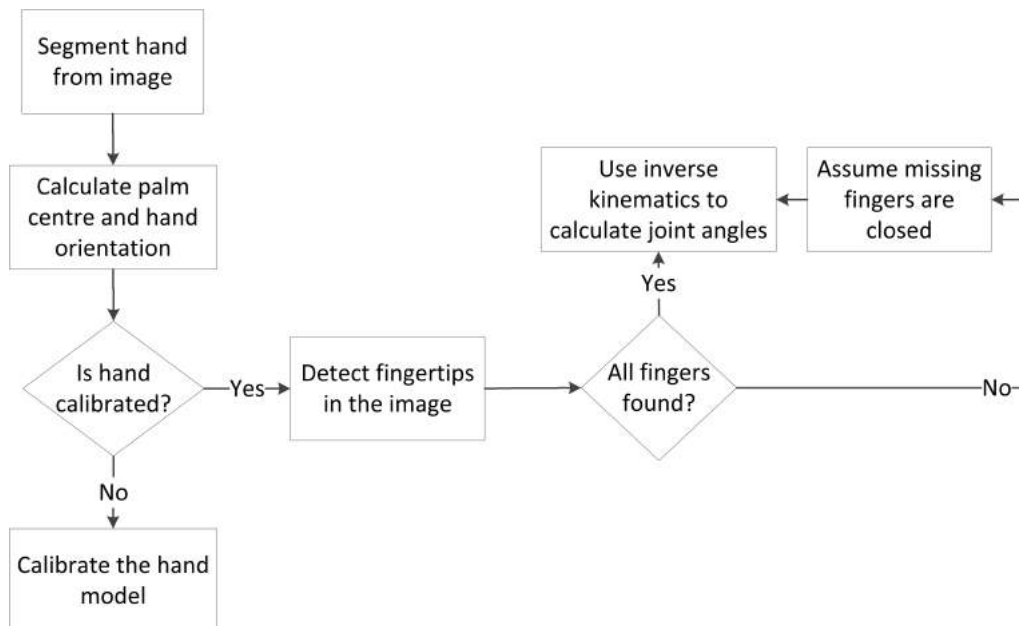 Segment hand
from image
Calculate palm
centre and hand
orientation
Is hand
calibrated?
Yes
No
Calibrate the hand
model
Detect fingertips
in the image
All fingers
found?
Yes
No
Use inverse
kinematics to
calculate joint angles
Assume missing
fingers are
closed